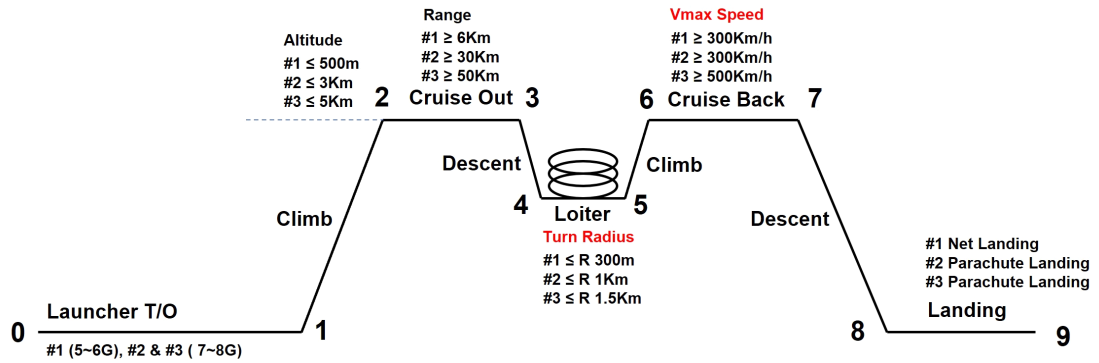 Altitude
#1 ≤ 500m
#2 ≤ 3Km
#3 ≤ 5Km
Range
#1 ≥ 6Km
#2 ≥ 30Km
#3 ≥ 50Km
Vmax Speed
#1 ≥ 300Km/h
#2 ≥ 300Km/h
#3 ≥ 500Km/h
2
Cruise Out
3
6
Cruise Back
7
Descent
Climb
4
Loiter
5
Climb
Descent
Turn Radius
#1 ≤ R 300m
#2 ≤ R 1Km
#3 ≤ R 1.5Km
#1 Net Landing
#2 Parachute Landing
#3 Parachute Landing
Landing
0
Launcher T/O
1
8
9
#1 (5~6G), #2 & #3 ( 7~8G)